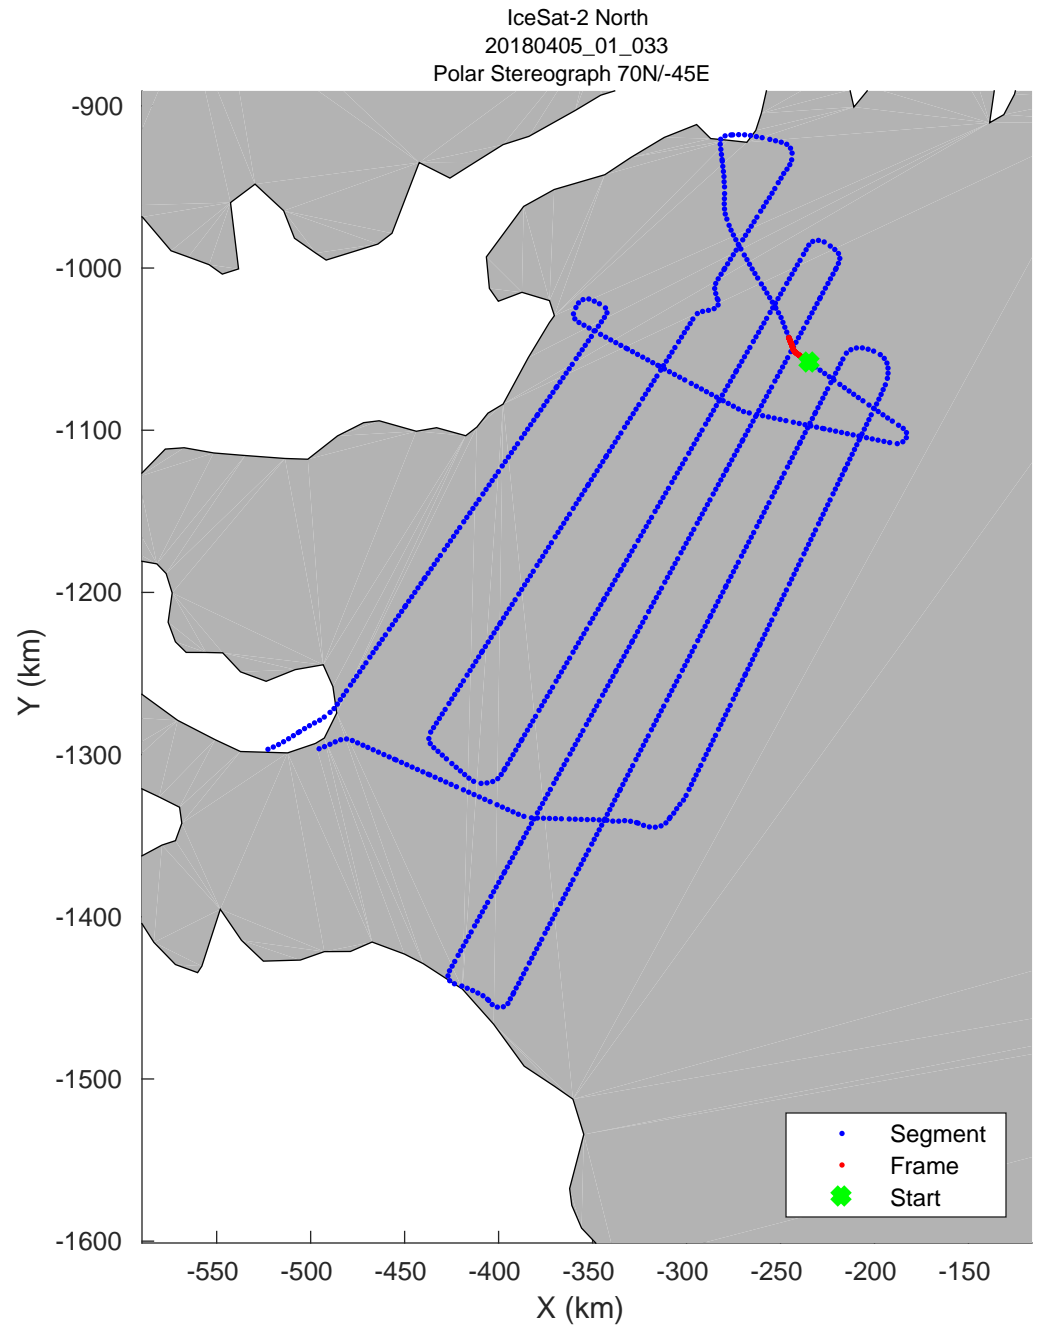 IceSat-2 North
20180405_01_033
Polar Stereograph 70N/-45E
-900
-1000
-1100
-1200
-1300
-1400
-1500
-1600
Y (km)
Segment
Frame
Start
-550 -500 -450 -400 -350 -300 -250 -200 -150
X (km)